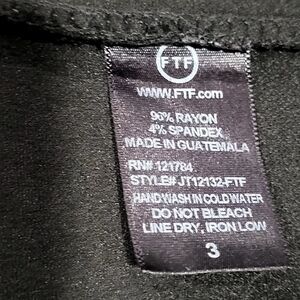 FTF
WWW.FTF.com
96% RAYON
4% SPANDEX
MADE IN GUATEMALA
RN# 121784
STYLE# JT12132-FTF
HAND WASH IN COLD WATER
DO NOT BLEACH
LINE DRY, IRON LOW
3